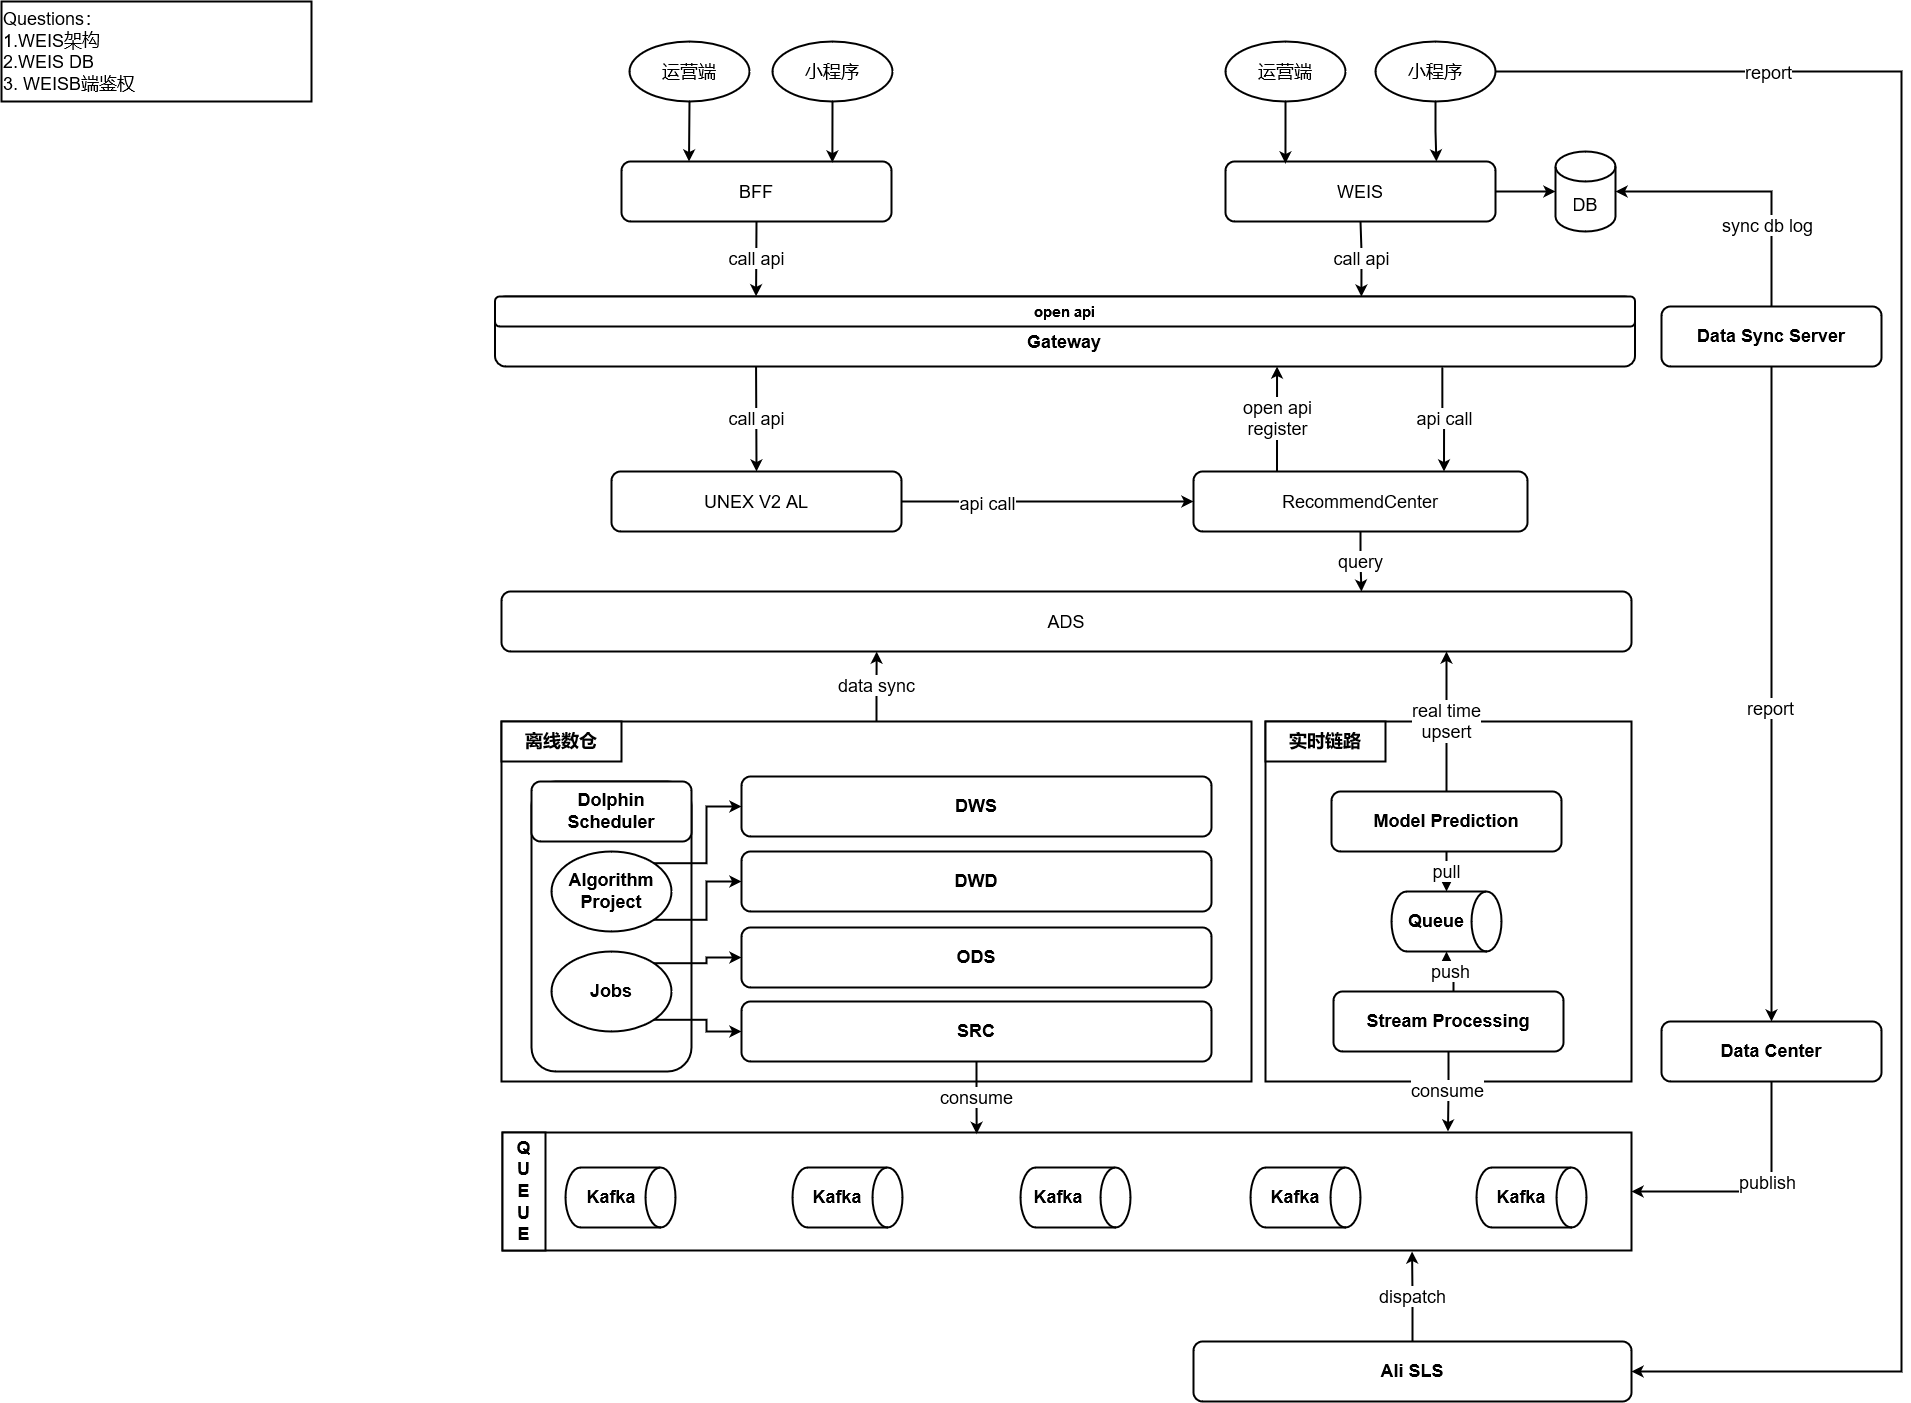 Questions：
1.WEIS架构
2.WEIS DB
3. WEISB端鉴权
运营端
小程序
运营端
小程序
report
BFF
WEIS
DB
sync db log
call api
call api
open api
Gateway
Data Sync Server
call api
open api
register
api call
UNEX V2 AL
api call
RecommendCenter
query
ADS
data sync
real time
upsert
report
离线数仓
实时链路
Dolphin
Scheduler
DWS
Model Prediction
Algorithm
Project
DWD
pull
Queue
ODS
push
Jobs
SRC
Stream Processing
Data Center
consume
consume
Q
U
E
U
E
Kafka
Kafka
Kafka
Kafka
Kafka
publish
dispatch
Ali SLS